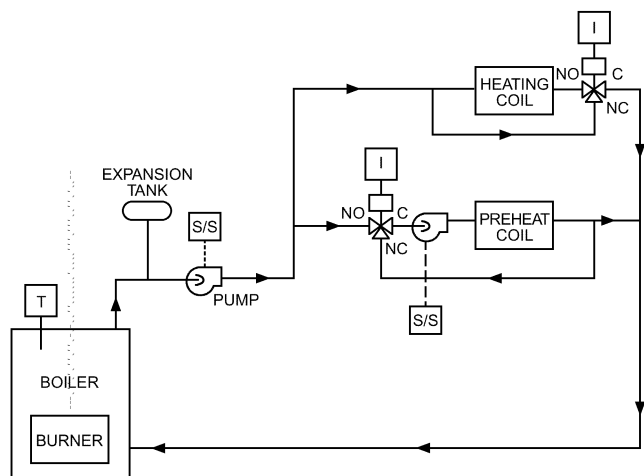 I
NO
C
HEATING
COIL
NC
I
EXPANSION
TANK
S/S
NO
C
PREHEAT
COIL
NC
PUMP
T
S/S
BOILER
BURNER